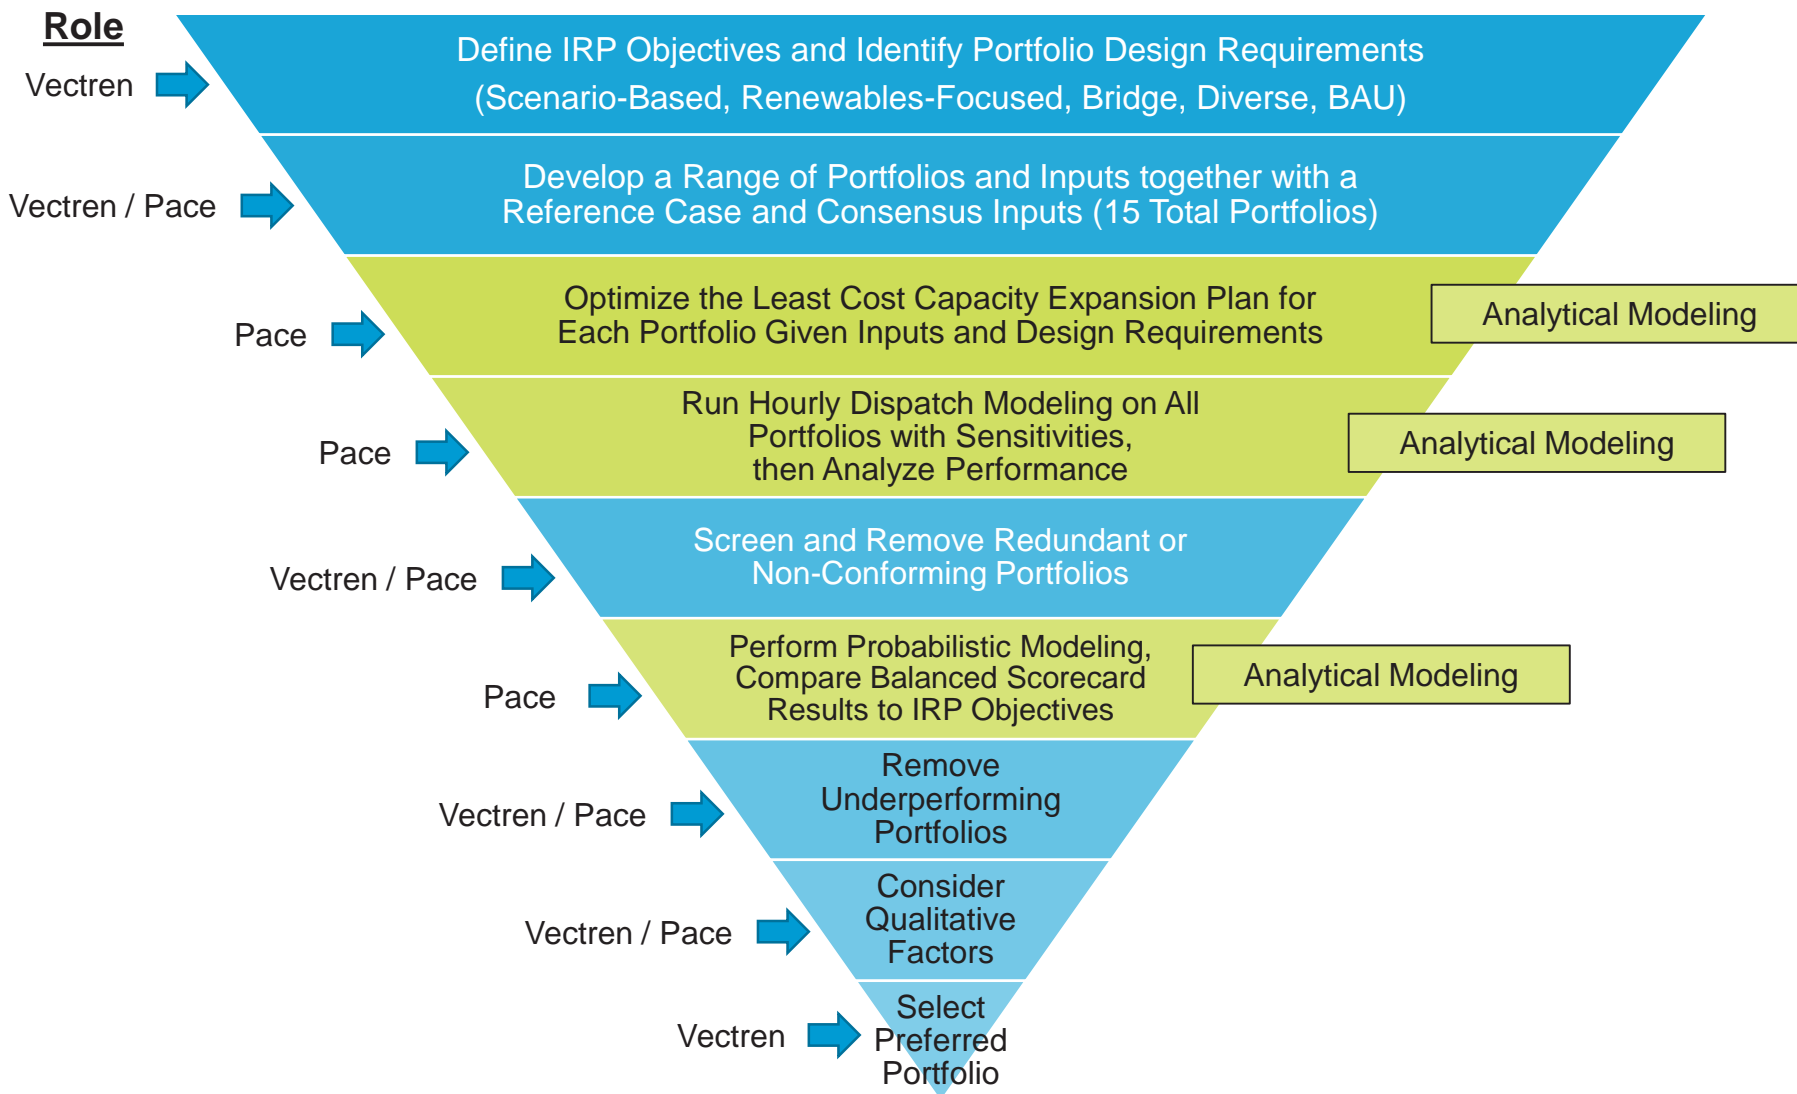 Role
Vectren
Define IRP Objectives and Identify Portfolio Design Requirements
(Scenario-Based, Renewables-Focused, Bridge, Diverse, BAU)
Vectren / Pace
Develop a Range of Portfolios and Inputs together with a
Reference Case and Consensus Inputs (15 Total Portfolios)
Pace
Optimize the Least Cost Capacity Expansion Plan for
Each Portfolio Given Inputs and Design Requirements
Analytical Modeling
Pace
Run Hourly Dispatch Modeling on All
Portfolios with Sensitivities,
then Analyze Performance
Analytical Modeling
Vectren / Pace
Screen and Remove Redundant or
Non-Conforming Portfolios
Pace
Perform Probabilistic Modeling,
Compare Balanced Scorecard
Results to IRP Objectives
Analytical Modeling
Vectren / Pace
Remove
Underperforming
Portfolios
Vectren / Pace
Consider
Qualitative
Factors
Vectren
Select
Preferred
Portfolio